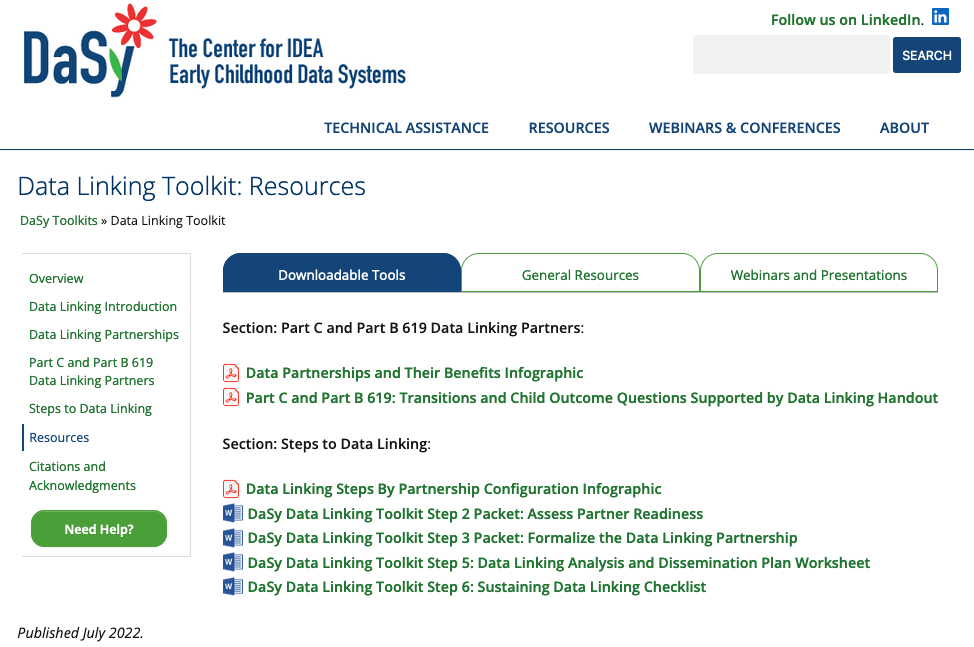 Follow us on LinkedIn. in
DaSy The Center for IDEA
Early Childhood Data Systems
SEARCH
TECHNICAL ASSISTANCE RESOURCES WEBINARS & CONFERENCES ABOUT
Data Linking Toolkit: Resources
DaSy Toolkits » Data Linking Toolkit
Overview
Data Linking Introduction
Data Linking Partnerships
Part C and Part B 619
Data Linking Partners
Steps to Data Linking
Resources
Citations and
Acknowledgments
Need Help?
Downloadable Tools General Resources Webinars and Presentations
Section: Part C and Part B 619 Data Linking Partners:
Data Partnerships and Their Benefits Infographic
Part C and Part B 619: Transitions and Child Outcome Questions Supported by Data Linking Handout
Section: Steps to Data Linking:
Data Linking Steps By Partnership Configuration Infographic
W DaSy Data Linking Toolkit Step 2 Packet: Assess Partner Readiness
W DaSy Data Linking Toolkit Step 3 Packet: Formalize the Data Linking Partnership
W DaSy Data Linking Toolkit Step 5: Data Linking Analysis and Dissemination Plan Worksheet
W DaSy Data Linking Toolkit Step 6: Sustaining Data Linking Checklist
Published July 2022.